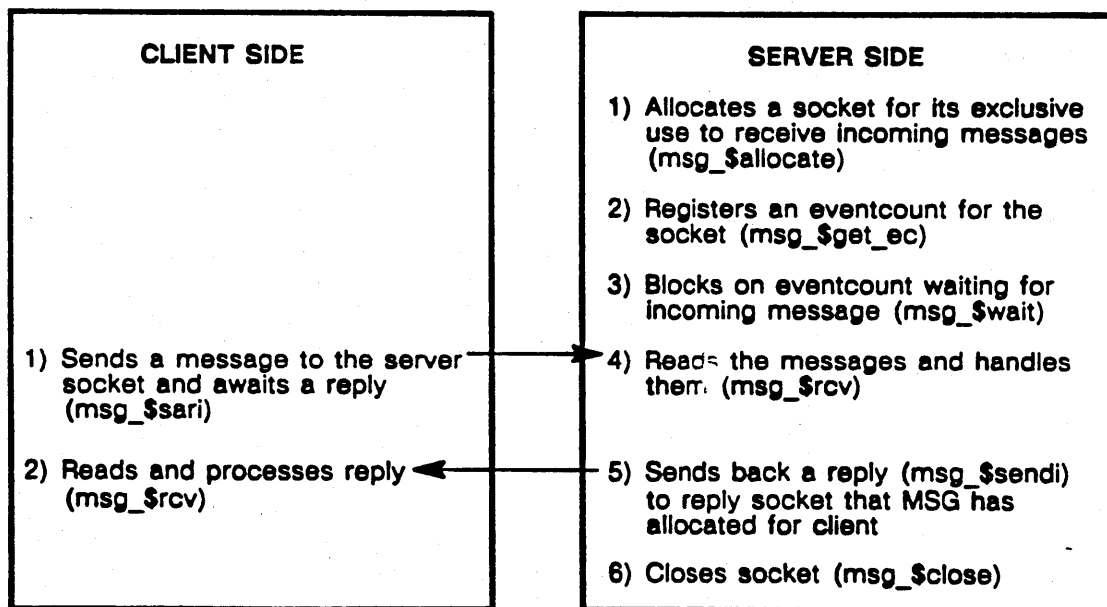 CLIENT SIDE
1) Sends a message to the server
socket and awaits a reply
(msg_$sari)
2) Reads and processes reply
(msg_$rcv)
SERVER SIDE
1) Allocates a socket for its exclusive
use to receive incoming messages
(msg_$allocate)
2) Registers an eventcount for the
socket (msg_$get_ec)
3) Blocks on eventcount waiting for
incoming message (msg_$wait)
4) Reads the messages and handles
them (msg_$rcv)
5) Sends back a reply (msg_$sendi)
to reply socket that MSG has
allocated for client
6) Closes socket (msg_$close)